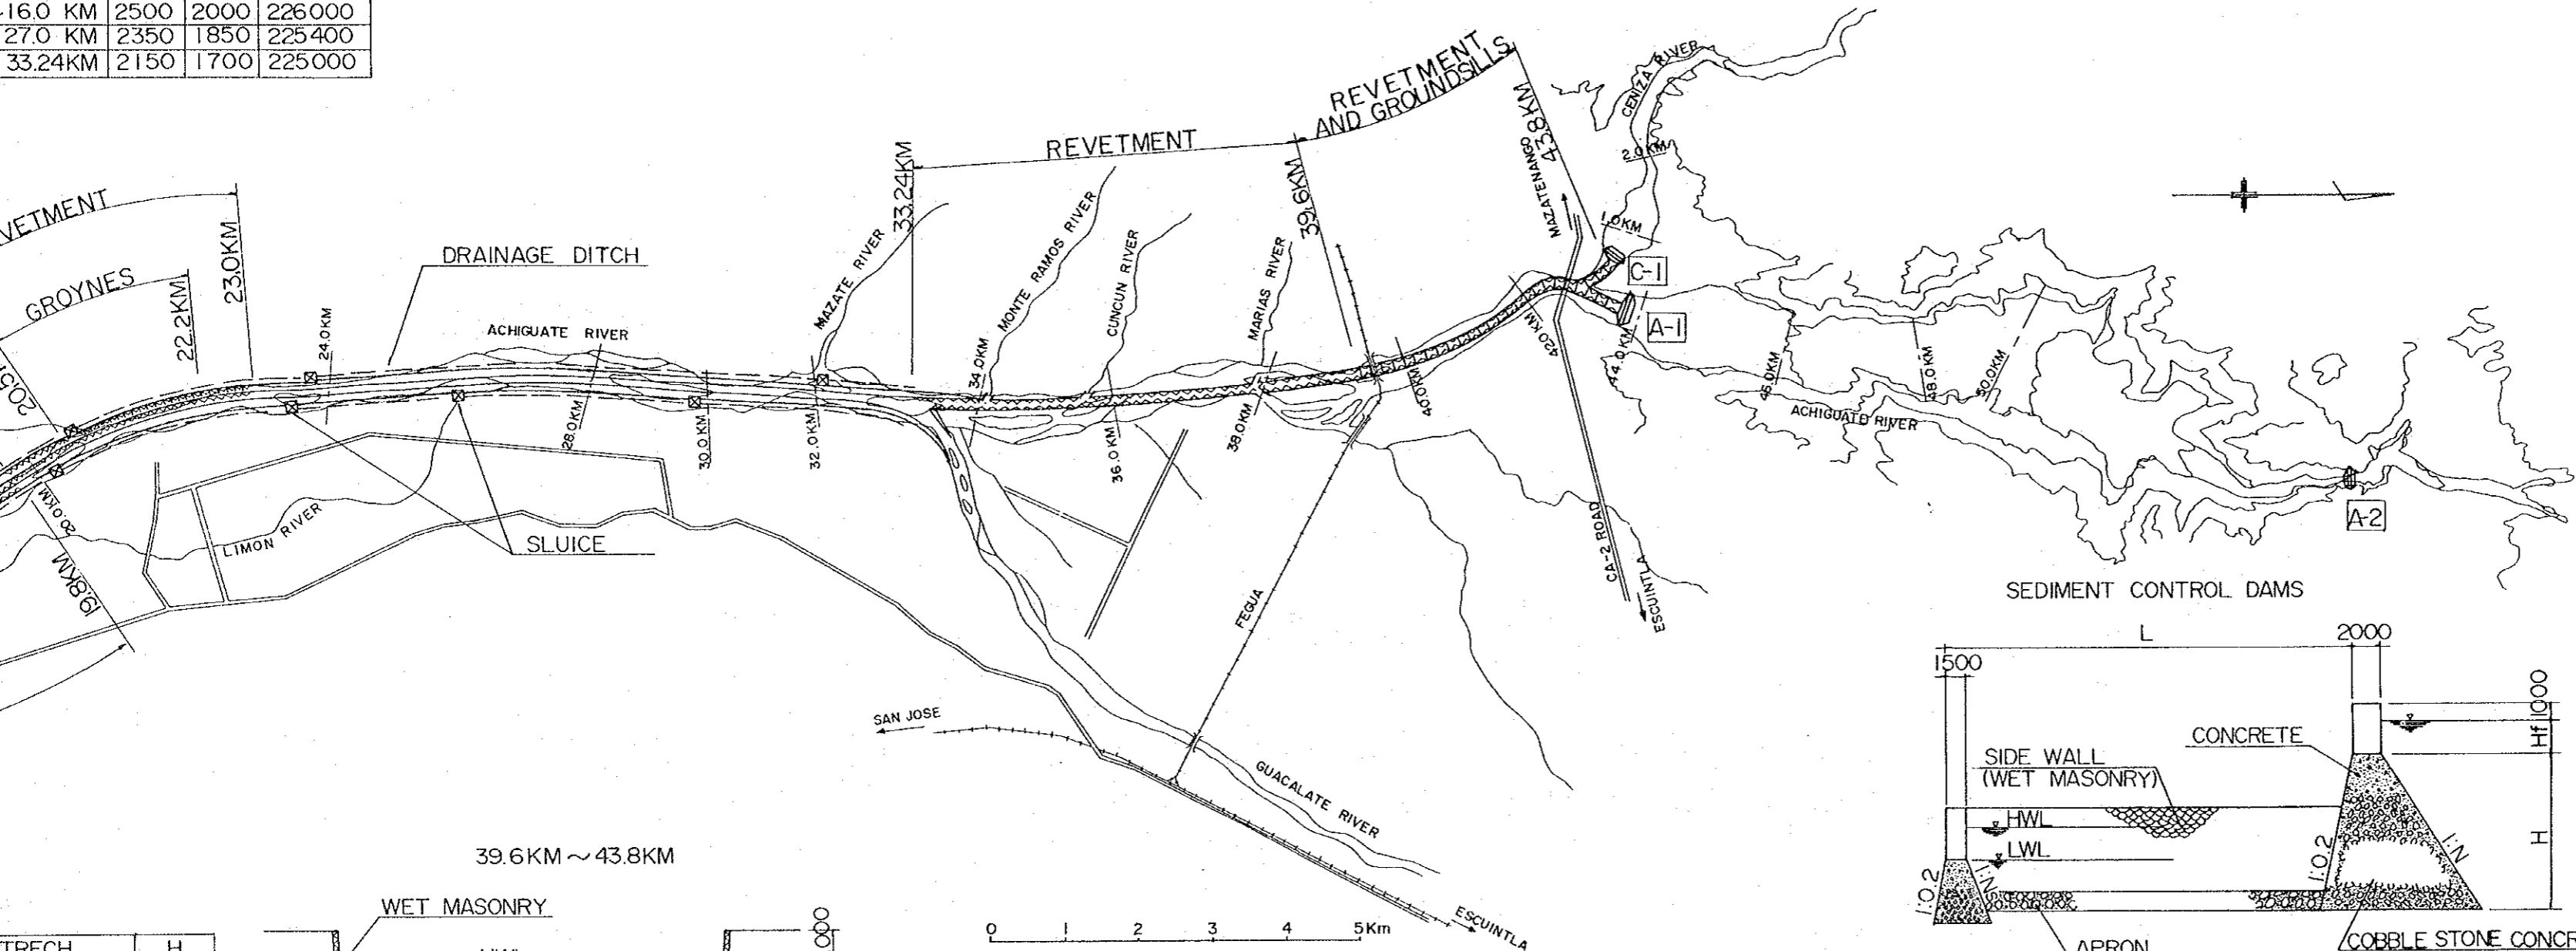 16.0 KM 2500 2000 226000
27.0 KM 2350 1850 225400
33.24KM 2150 1700 225000
REVETMENT
AND GROUNDSILLS
REVETMENT
43.8 KM
39.6KM
33.24KM
CENIZA RIVER
2.0KM
1.0KM
MAZATENANGO
C-1
A-1
A-2
VETMENT
GROYNES
23.0KM
22.2KM
DRAINAGE DITCH
24.0KM
ACHIGUATE RIVER
MAZATE RIVER
MONTE RAMOS RIVER
CUNCUN RIVER
MARIAS RIVER
20.0KM
19.8KM
28.0KM
30.0KM
32.0KM
34.0KM
36.0KM
38.0KM
40.0KM
42.0KM
44.0KM
46.0KM
48.0KM
50.0KM
ACHIGUATE RIVER
LIMON RIVER
SLUICE
FEGUA
CA-2 ROAD
ESCUINTLA
SAN JOSE
GUACALATE RIVER
ESCUINTLA
0 1 2 3 4 5Km
SEDIMENT CONTROL DAMS
L
2000
1500
Hf 1000
CONCRETE
SIDE WALL
(WET MASONRY)
HWL
LWL
H
1:0.2
1:N
1:0.2
1:N
APRON
COBBLE STONE CONCR
39.6KM ~ 43.8KM
WET MASONRY
TRECH H